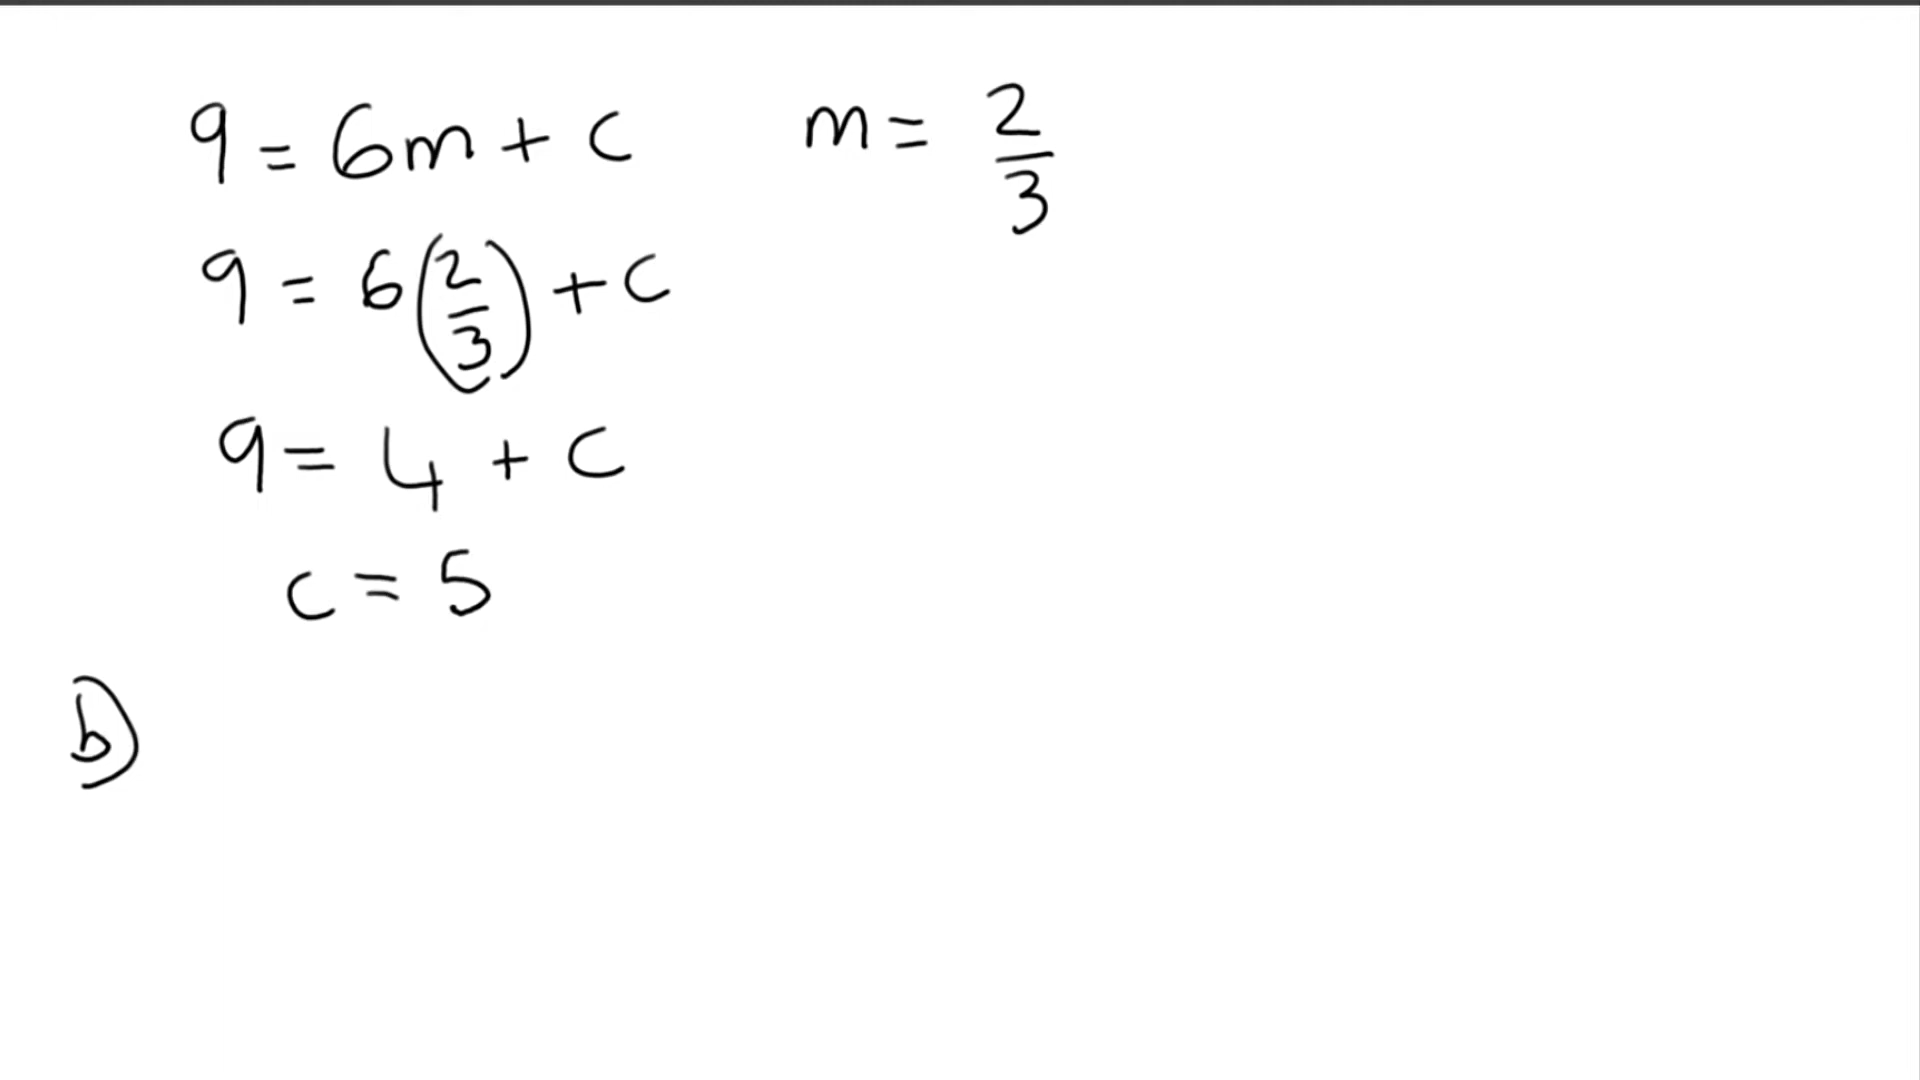 9 = 6m + c    m = 2/3
9 = 6(2/3) + c
9 = 4 + c
c = 5
b)